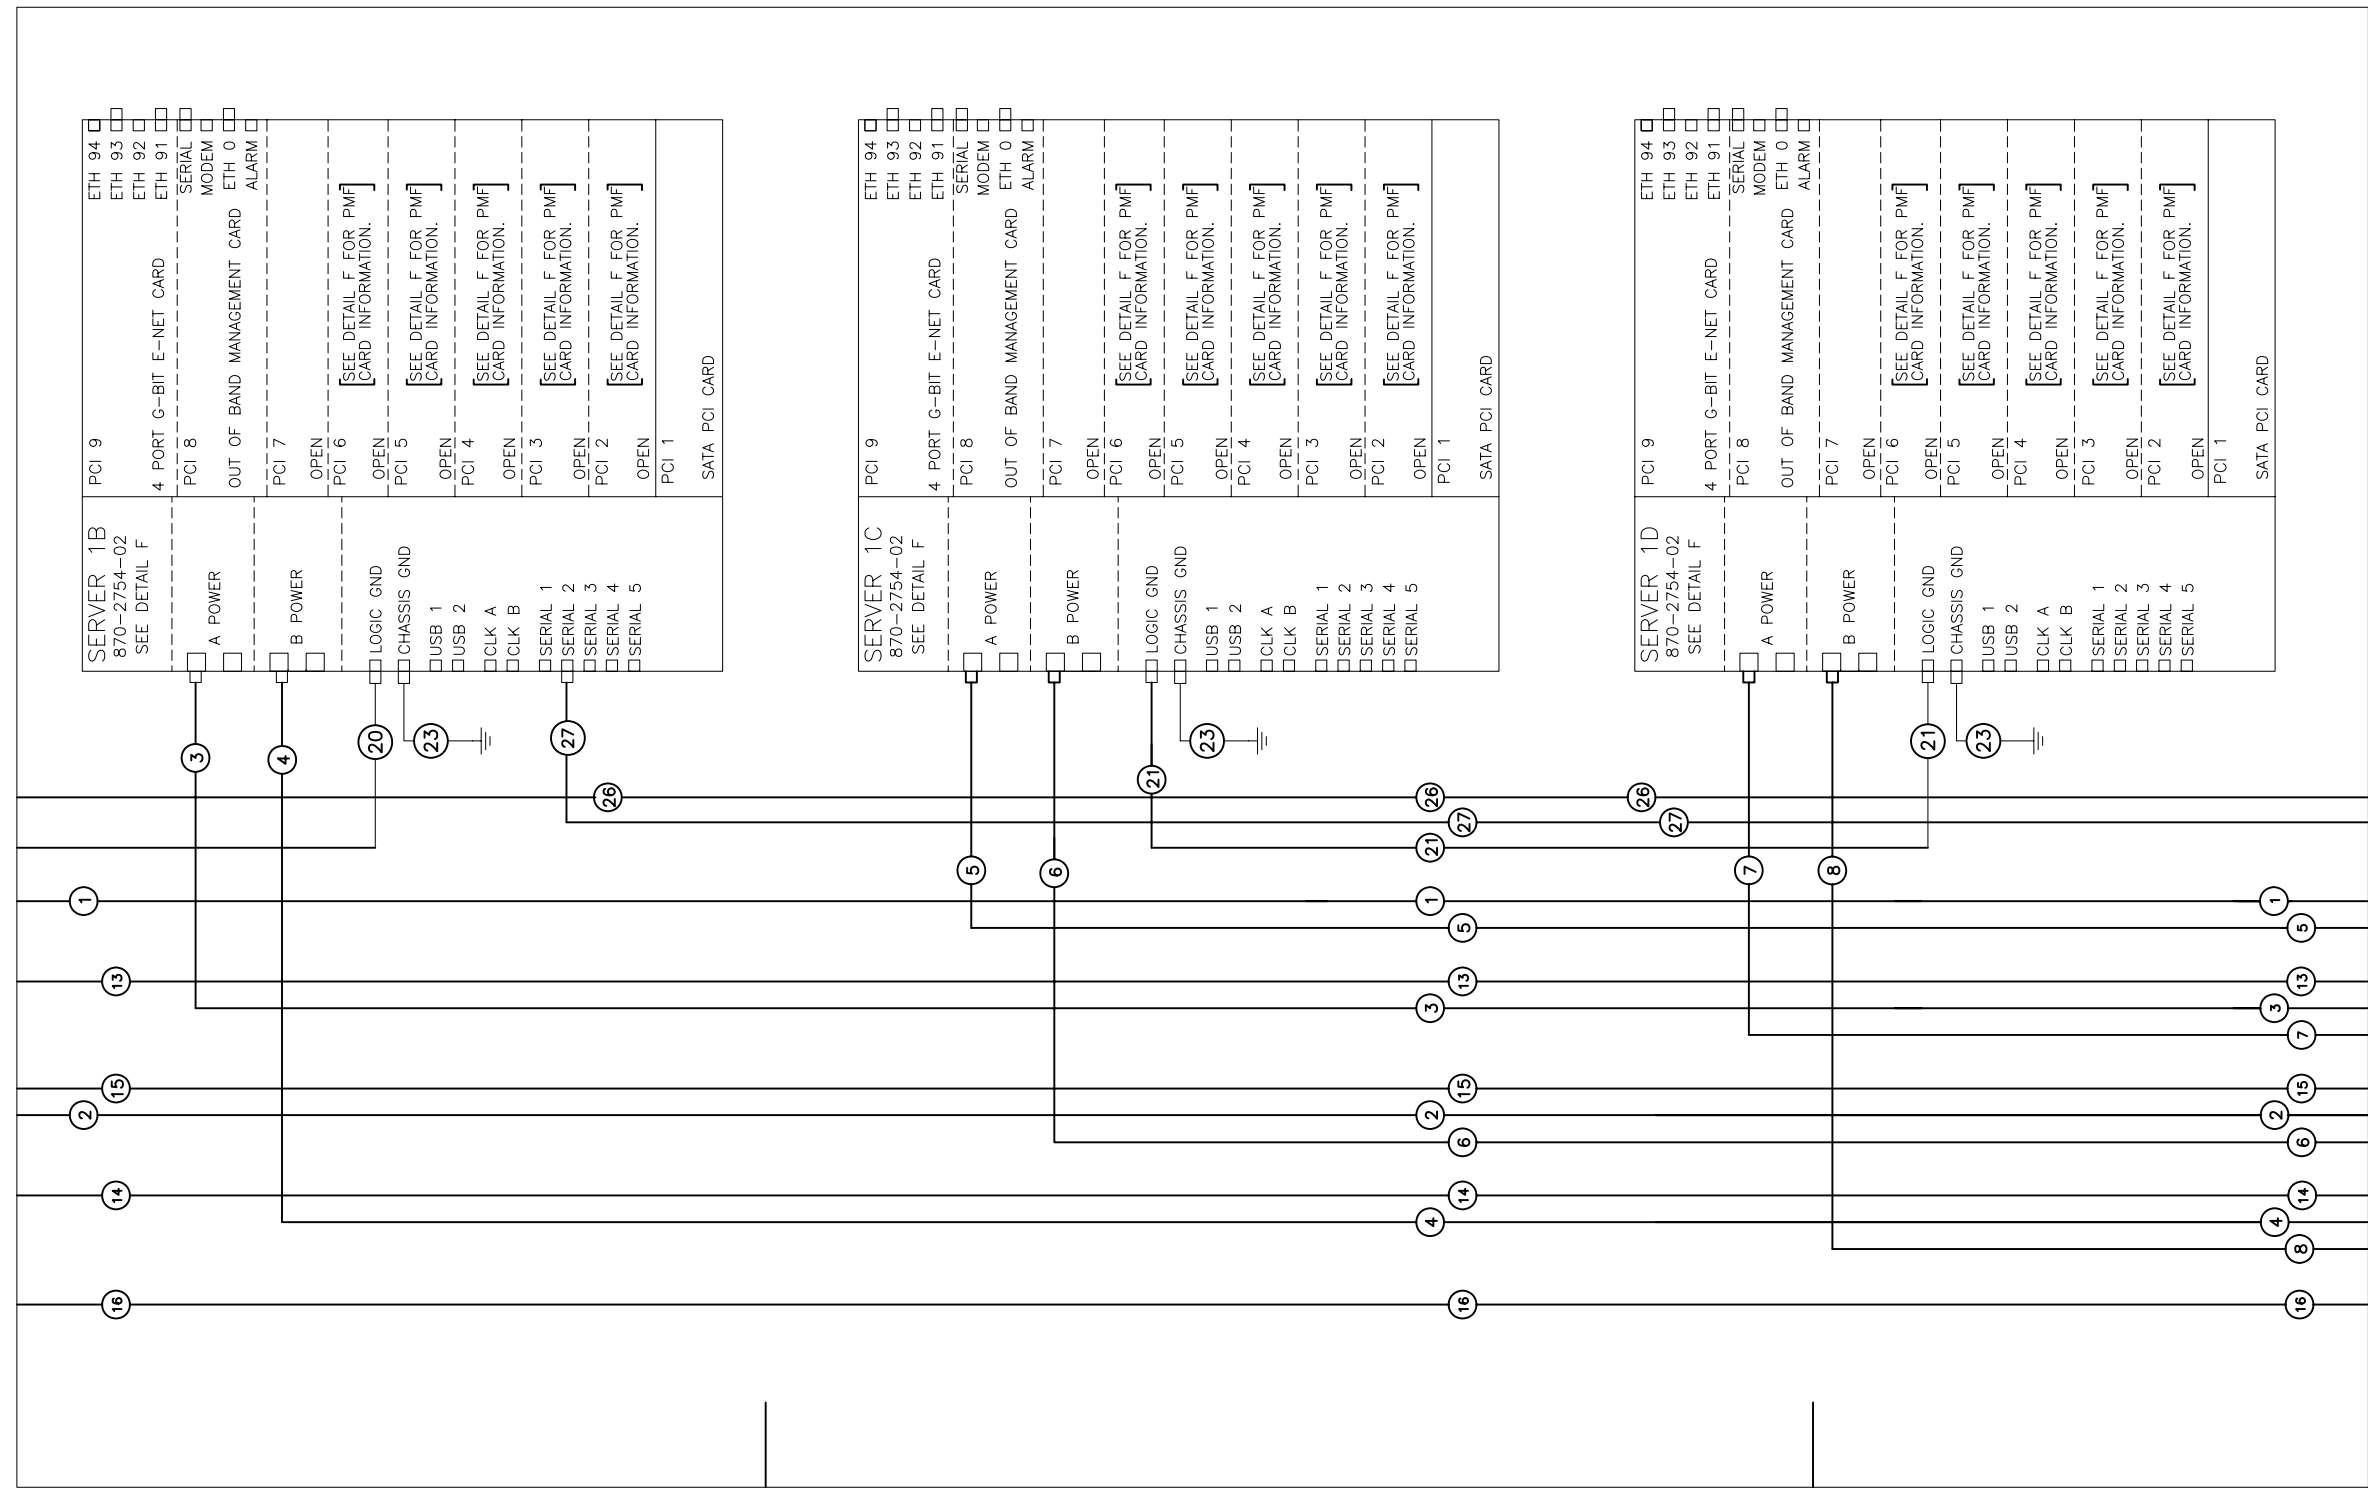 SERVER 1B
870-2754-02
SEE DETAIL F
A POWER
B POWER
LOGIC GND
CHASSIS GND
USB 1
USB 2
CLK A
CLK B
SERIAL 1
SERIAL 2
SERIAL 3
SERIAL 4
SERIAL 5
PCI 9
4 PORT G-BIT E-NET CARD
ETH 94
ETH 93
ETH 92
ETH 91
PCI 8
OUT OF BAND MANAGEMENT CARD
SERIAL
MODEM
ETH 0
ALARM
PCI 7
OPEN
PCI 6
OPEN
SEE DETAIL F FOR PMF
CARD INFORMATION.
PCI 5
OPEN
SEE DETAIL F FOR PMF
CARD INFORMATION.
PCI 4
OPEN
SEE DETAIL F FOR PMF
CARD INFORMATION.
PCI 3
OPEN
SEE DETAIL F FOR PMF
CARD INFORMATION.
PCI 2
OPEN
SEE DETAIL F FOR PMF
CARD INFORMATION.
PCI 1
SATA PCI CARD
SERVER 1C
870-2754-02
SEE DETAIL F
A POWER
B POWER
LOGIC GND
CHASSIS GND
USB 1
USB 2
CLK A
CLK B
SERIAL 1
SERIAL 2
SERIAL 3
SERIAL 4
SERIAL 5
PCI 9
4 PORT G-BIT E-NET CARD
ETH 94
ETH 93
ETH 92
ETH 91
PCI 8
OUT OF BAND MANAGEMENT CARD
SERIAL
MODEM
ETH 0
ALARM
PCI 7
OPEN
PCI 6
OPEN
SEE DETAIL F FOR PMF
CARD INFORMATION.
PCI 5
OPEN
SEE DETAIL F FOR PMF
CARD INFORMATION.
PCI 4
OPEN
SEE DETAIL F FOR PMF
CARD INFORMATION.
PCI 3
OPEN
SEE DETAIL F FOR PMF
CARD INFORMATION.
PCI 2
OPEN
SEE DETAIL F FOR PMF
CARD INFORMATION.
PCI 1
SATA PCI CARD
SERVER 1D
870-2754-02
SEE DETAIL F
A POWER
B POWER
LOGIC GND
CHASSIS GND
USB 1
USB 2
CLK A
CLK B
SERIAL 1
SERIAL 2
SERIAL 3
SERIAL 4
SERIAL 5
PCI 9
4 PORT G-BIT E-NET CARD
ETH 94
ETH 93
ETH 92
ETH 91
PCI 8
OUT OF BAND MANAGEMENT CARD
SERIAL
MODEM
ETH 0
ALARM
PCI 7
OPEN
PCI 6
OPEN
SEE DETAIL F FOR PMF
CARD INFORMATION.
PCI 5
OPEN
SEE DETAIL F FOR PMF
CARD INFORMATION.
PCI 4
OPEN
SEE DETAIL F FOR PMF
CARD INFORMATION.
PCI 3
OPEN
SEE DETAIL F FOR PMF
CARD INFORMATION.
PCI 2
OPEN
SEE DETAIL F FOR PMF
CARD INFORMATION.
PCI 1
SATA PCI CARD
3
4
20
23
27
21
23
21
23
26
26
26
27
27
21
5
6
7
8
1
1
1
5
5
13
13
13
3
3
7
15
15
15
2
2
2
6
6
14
14
14
4
4
8
16
16
16